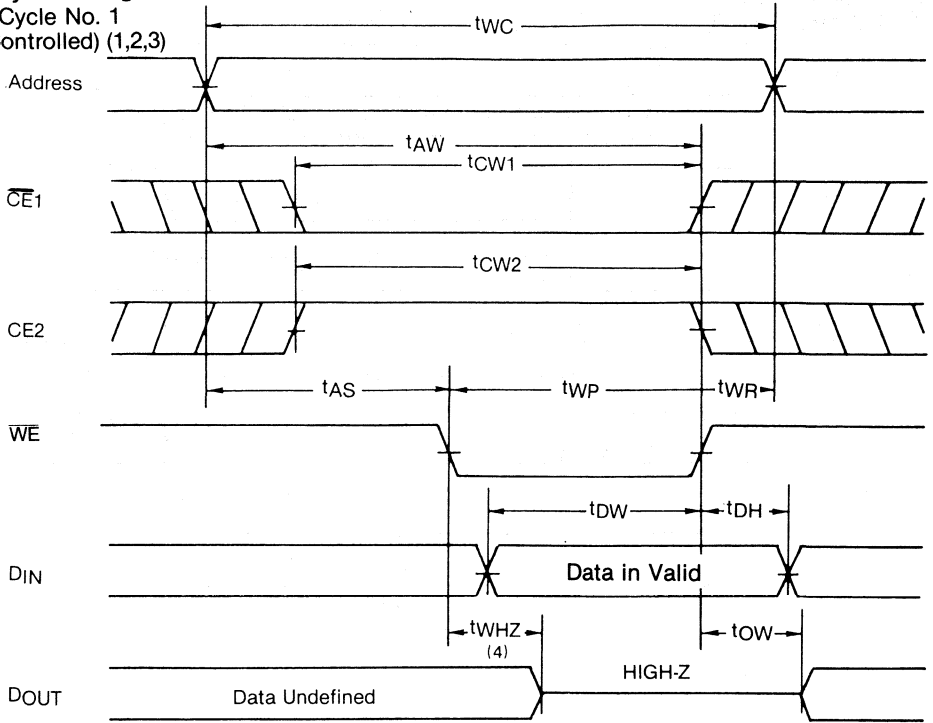 Cycle No. 1
ontrolled) (1,2,3)
tWC
Address
tAW
tCW1
CE1
tCW2
CE2
tAS
tWP
tWR
WE
tDW
tDH
DIN
Data in Valid
tWHZ
(4)
tOW
DOUT
Data Undefined
HIGH-Z